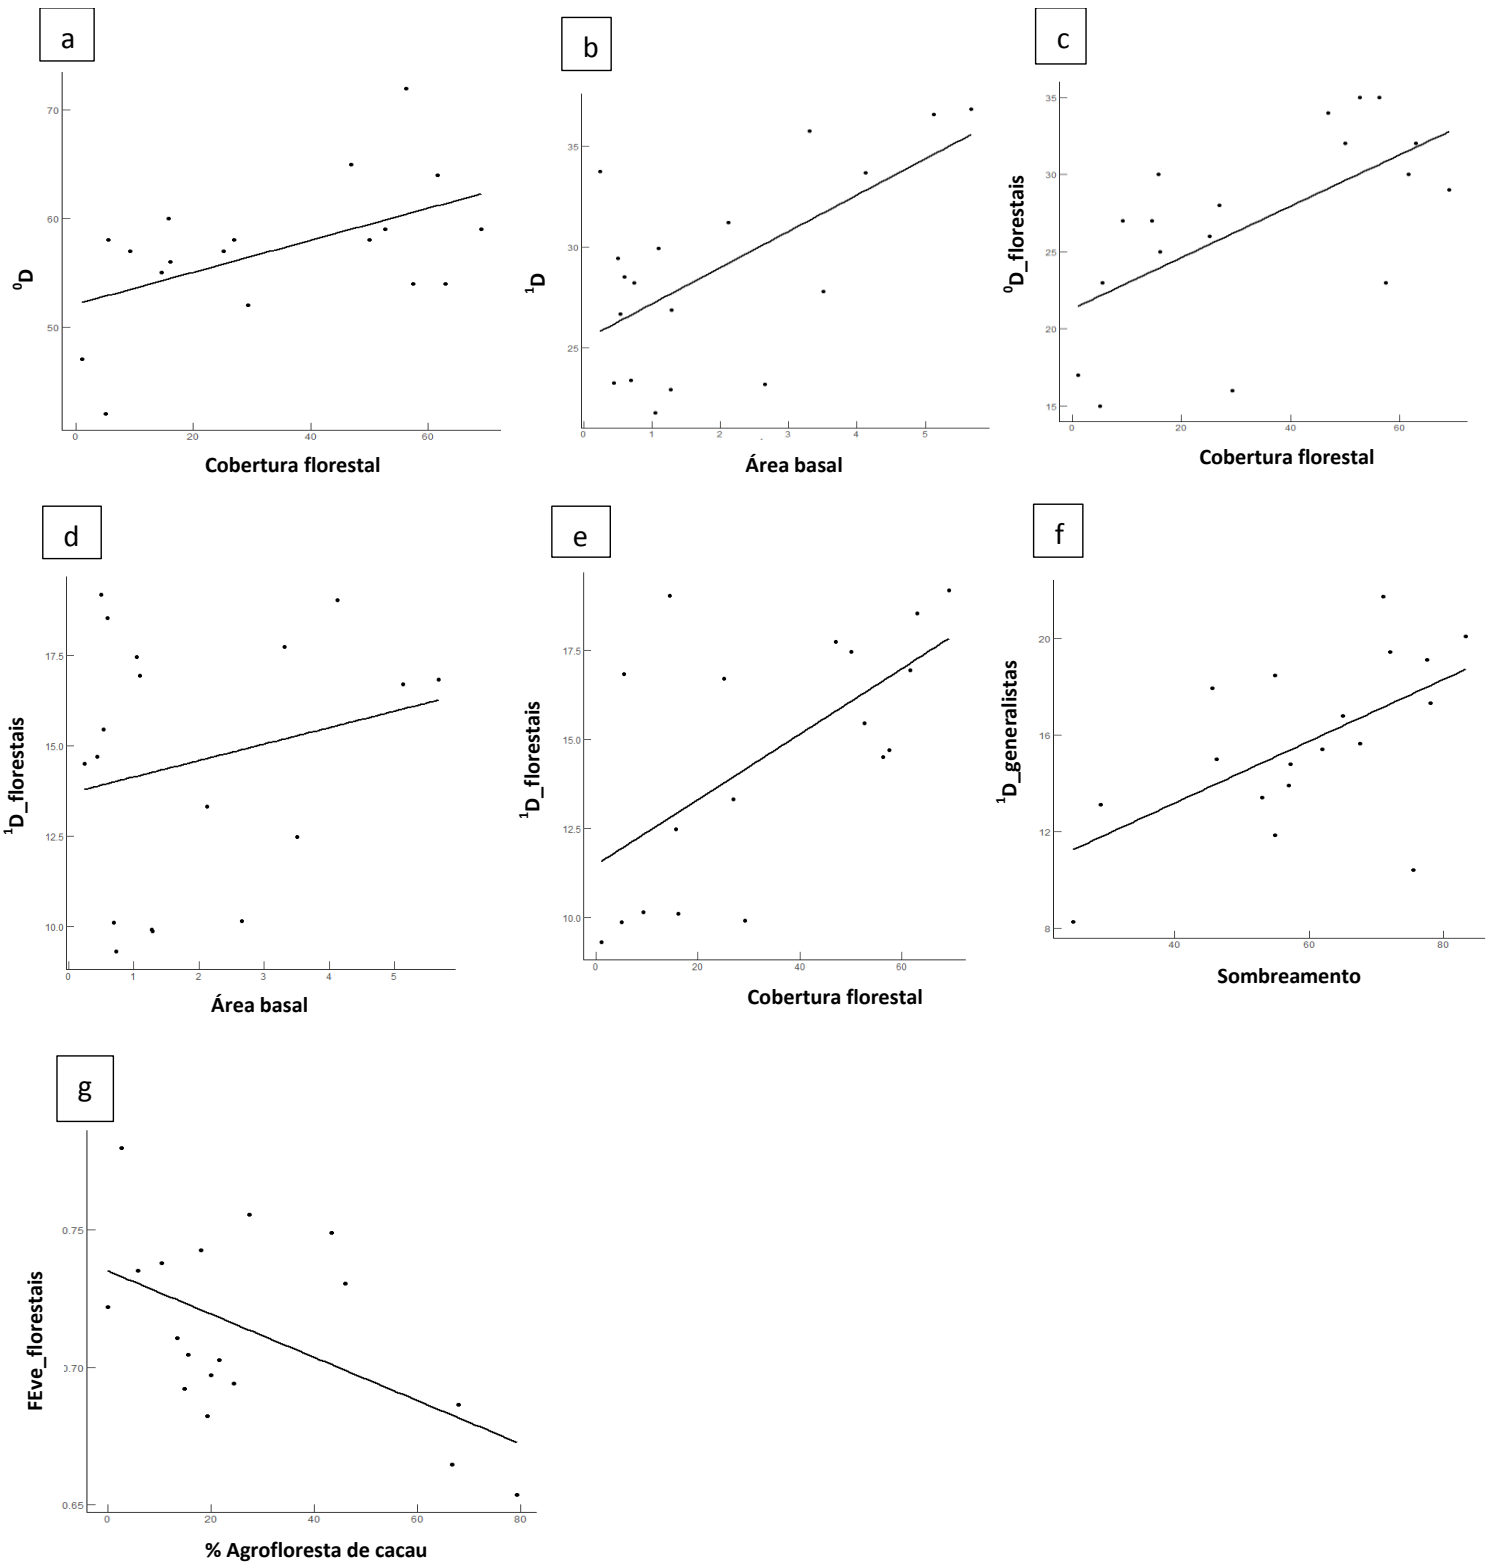 a
70
60
50
⁰D
0 20 40 60
Cobertura florestal
b
35
30
25
¹D
0 1 2 3 4 5
Área basal
c
35
30
25
20
15
⁰D_florestais
0 20 40 60
Cobertura florestal
d
17.5
15.0
12.5
10.0
¹D_florestais
0 1 2 3 4 5
Área basal
e
17.5
15.0
12.5
10.0
¹D_florestais
0 20 40 60
Cobertura florestal
f
20
16
12
8
¹D_generalistas
40 60 80
Sombreamento
g
0.75
0.70
0.65
FEve_florestais
0 20 40 60 80
% Agrofloresta de cacau